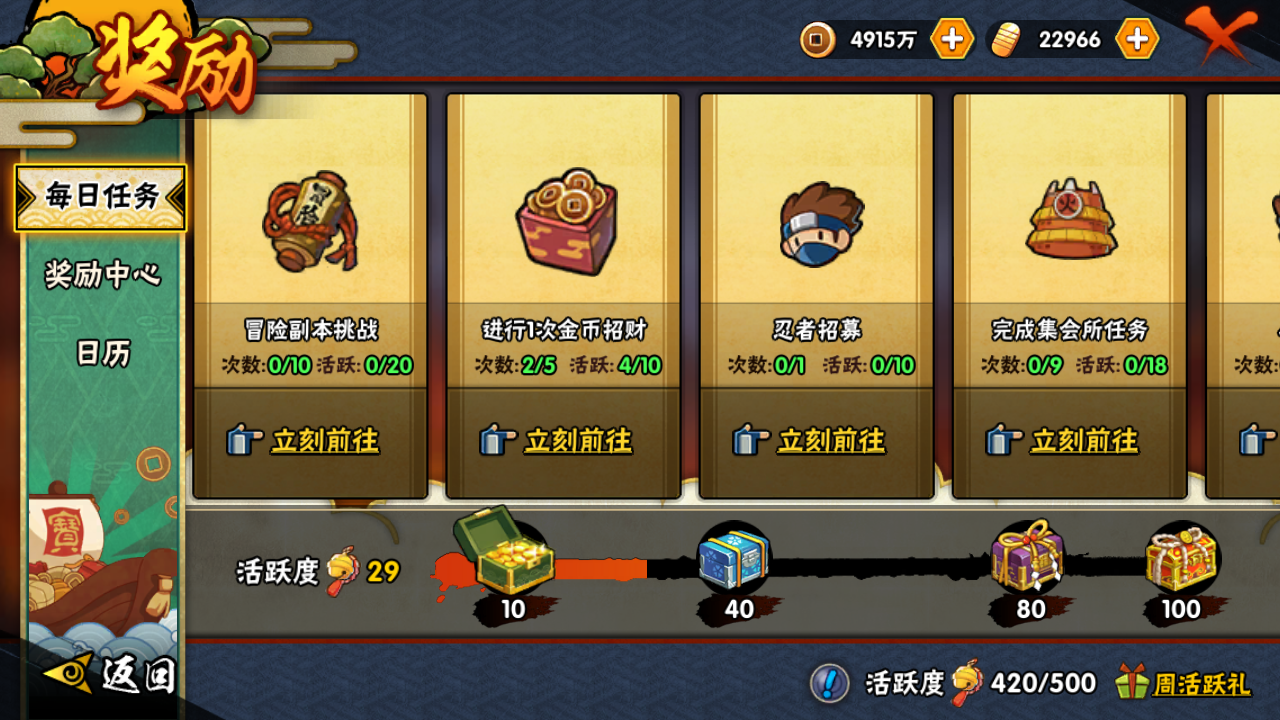 奖励
4915万
22966
每日任务
奖励中心
日历
冒险副本挑战
次数:0/10 活跃:0/20
立刻前往
进行1次金币招财
次数:2/5 活跃:4/10
立刻前往
忍者招募
次数:0/1 活跃:0/10
立刻前往
完成集会所任务
次数:0/9 活跃:0/18
立刻前往
次数:
冒险
火
寶
活跃度 29
10
40
80
100
返回
活跃度 420/500 周活跃礼